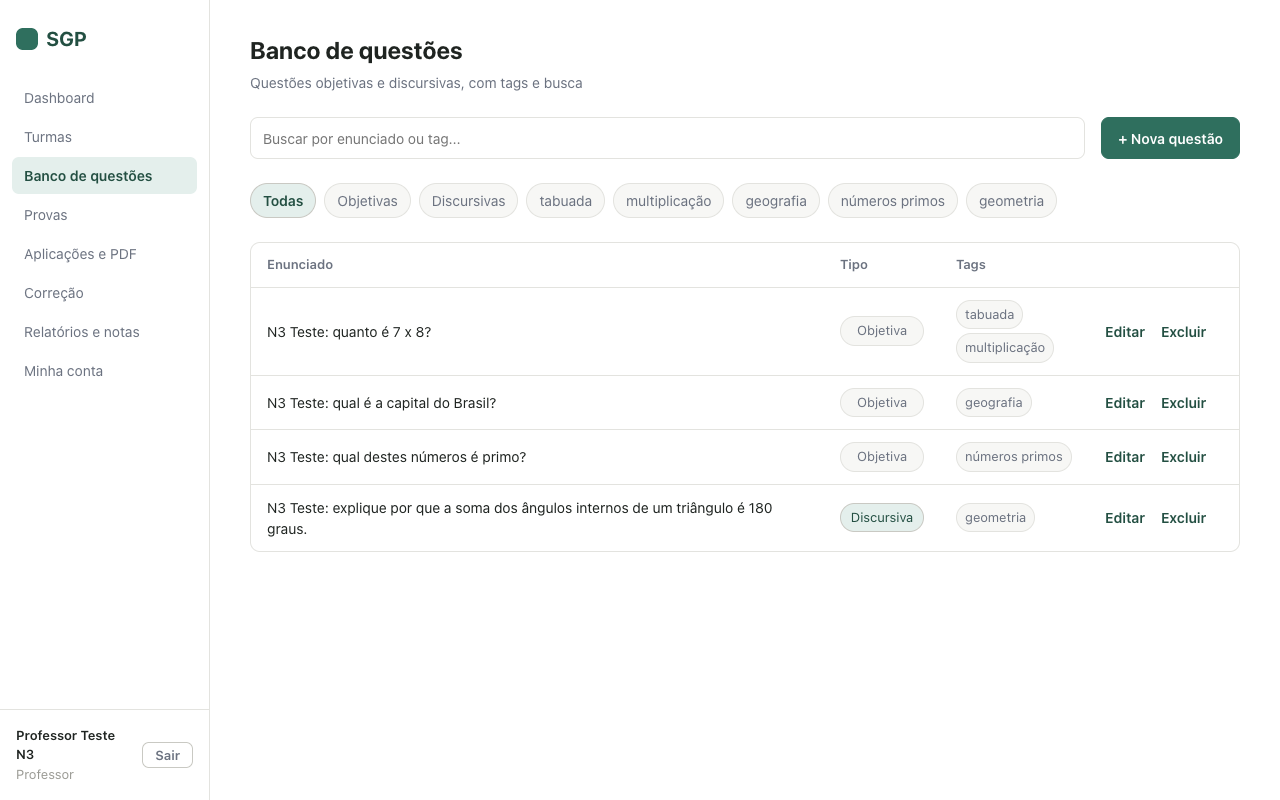 SGP
Dashboard
Turmas
Banco de questões
Provas
Aplicações e PDF
Correção
Relatórios e notas
Minha conta
Professor Teste
N3
Professor
Sair
Banco de questões
Questões objetivas e discursivas, com tags e busca
Buscar por enunciado ou tag...
+ Nova questão
Todas Objetivas Discursivas tabuada multiplicação geografia números primos geometria
Enunciado Tipo Tags
N3 Teste: quanto é 7 x 8? Objetiva tabuada
multiplicação Editar Excluir
N3 Teste: qual é a capital do Brasil? Objetiva geografia Editar Excluir
N3 Teste: qual destes números é primo? Objetiva números primos Editar Excluir
N3 Teste: explique por que a soma dos ângulos internos de um triângulo é 180
graus. Discursiva geometria Editar Excluir